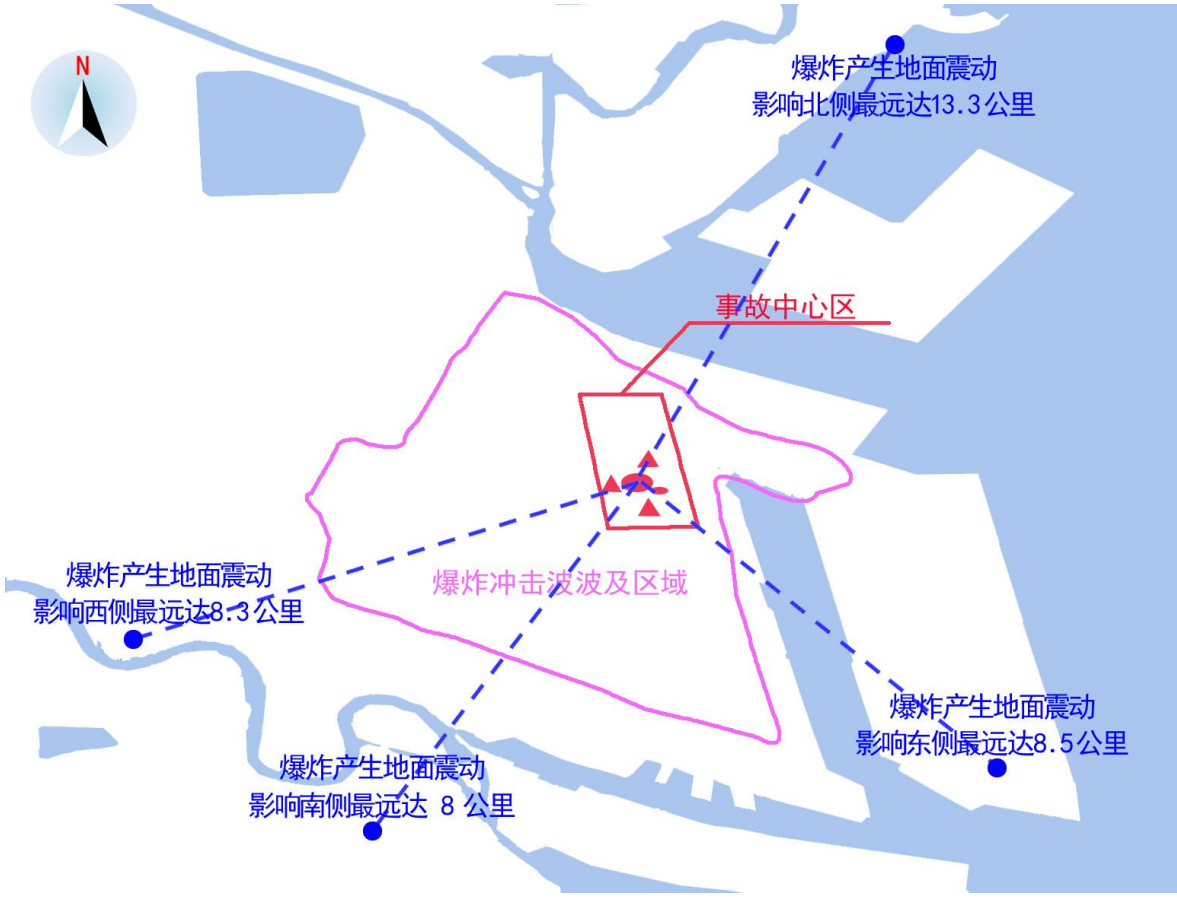 N
爆炸产生地面震动
影响北侧最远达13.3公里
事故中心区
爆炸产生地面震动
影响西侧最远达8.3公里
爆炸冲击波波及区域
爆炸产生地面震动
影响东侧最远达8.5公里
爆炸产生地面震动
影响南侧最远达 8 公里